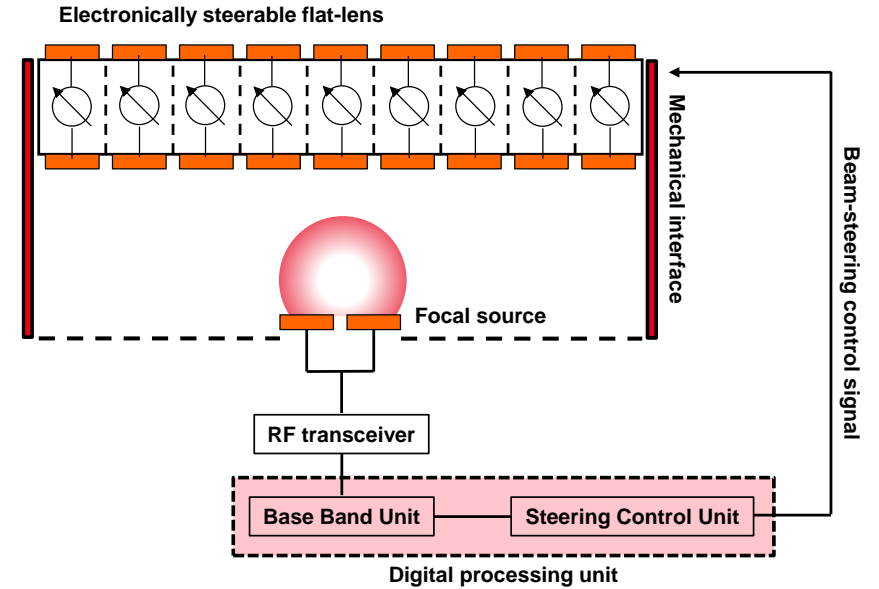 Electronically steerable flat-lens
Mechanical interface
Beam-steering control signal
Focal source
RF transceiver
Base Band Unit
Steering Control Unit
Digital processing unit